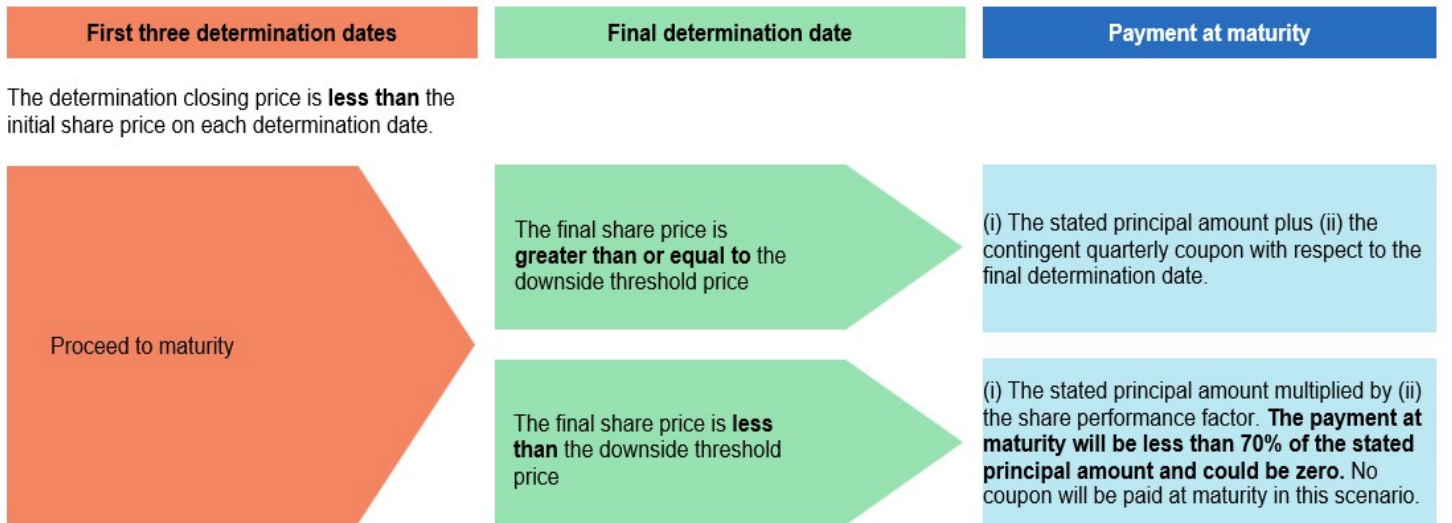 First three determination dates
Final determination date
Payment at maturity
The determination closing price is less than the
initial share price on each determination date.
Proceed to maturity
The final share price is
greater than or equal to the
downside threshold price
(i) The stated principal amount plus (ii) the
contingent quarterly coupon with respect to the
final determination date.
The final share price is less
than the downside threshold
price
(i) The stated principal amount multiplied by (ii)
the share performance factor. The payment at
maturity will be less than 70% of the stated
principal amount and could be zero. No
coupon will be paid at maturity in this scenario.